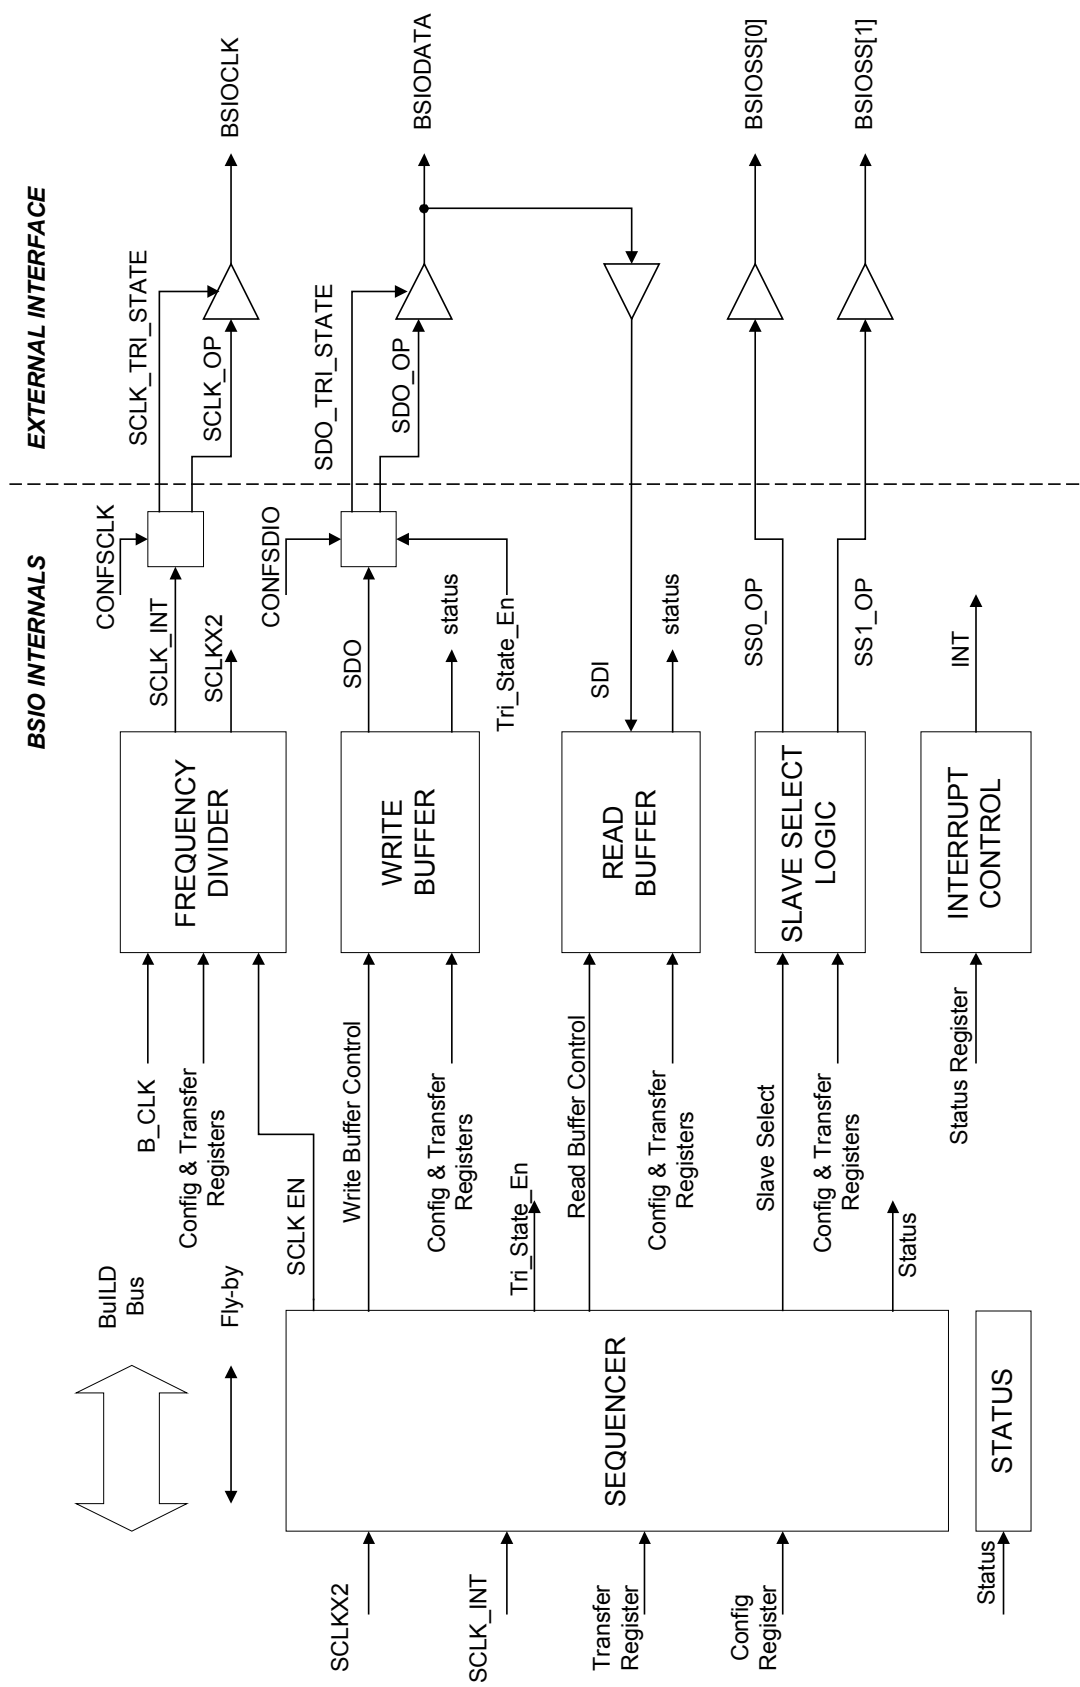 BSIO INTERNALS
EXTERNAL INTERFACE
BuILD
Bus
Fly-by
B_CLK
Config & Transfer
Registers
SCLK EN
FREQUENCY
DIVIDER
SCLK_INT
SCLKX2
CONFSCLK
SCLK_TRI_STATE
SCLK_OP
BSIOCLK
Write Buffer Control
Config & Transfer
Registers
WRITE
BUFFER
SDO
status
CONFSDIO
Tri_State_En
SDO_TRI_STATE
SDO_OP
BSIODATA
Tri_State_En
Read Buffer Control
Config & Transfer
Registers
READ
BUFFER
SDI
status
Slave Select
Config & Transfer
Registers
SLAVE SELECT
LOGIC
SS0_OP
SS1_OP
BSIOSS[0]
BSIOSS[1]
Status
Status Register
INTERRUPT
CONTROL
INT
SCLKX2
SCLK_INT
Transfer
Register
Config
Register
SEQUENCER
Status
STATUS